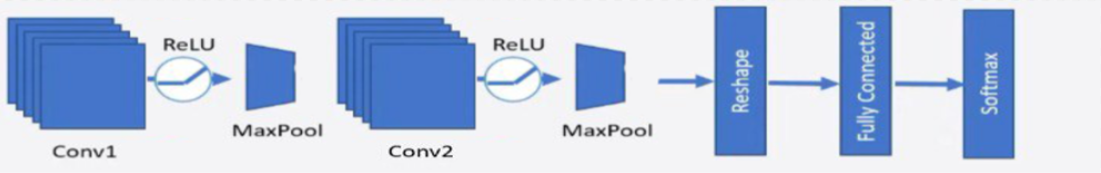 ReLU
MaxPool
Conv1
ReLU
MaxPool
Conv2
Reshape
Fully Connected
Softmax